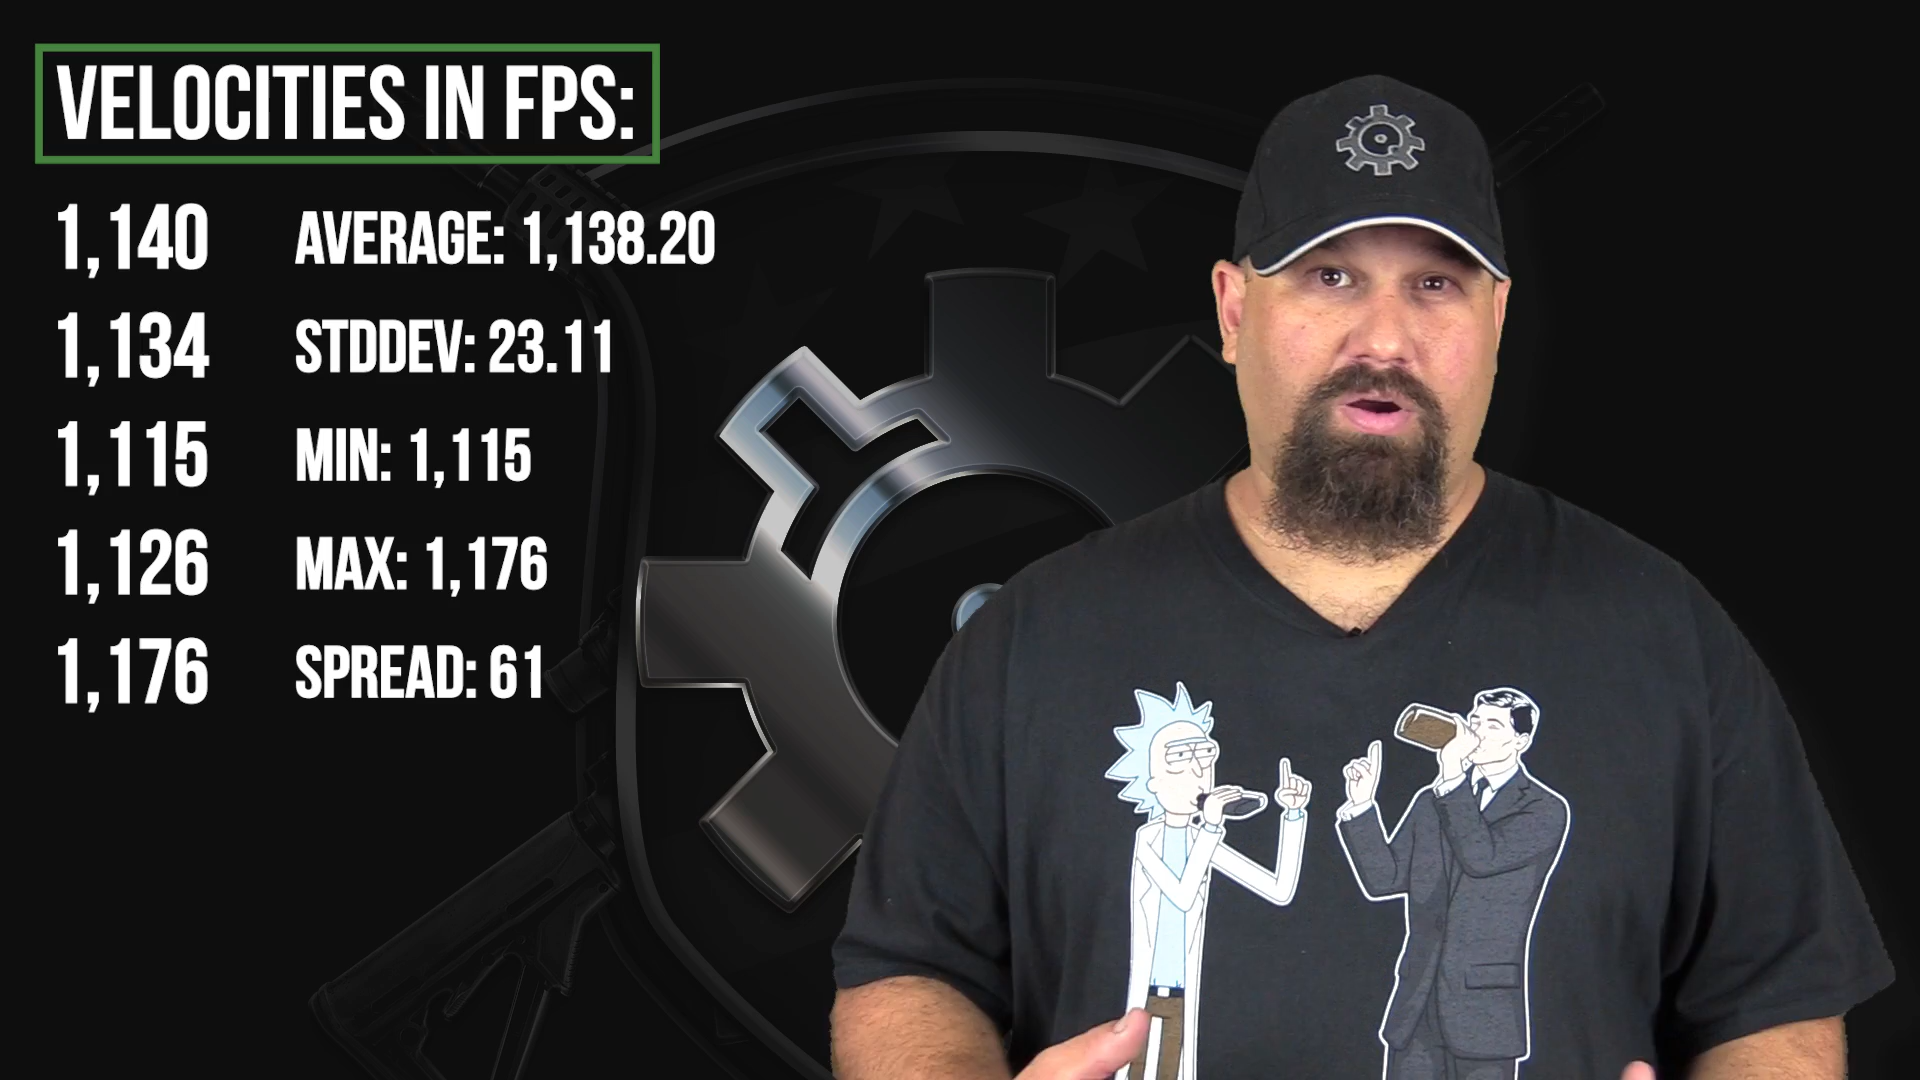 VELOCITIES IN FPS:
1,140 AVERAGE: 1,138.20
1,134 STDDEV: 23.11
1,115 MIN: 1,115
1,126 MAX: 1,176
1,176 SPREAD: 61